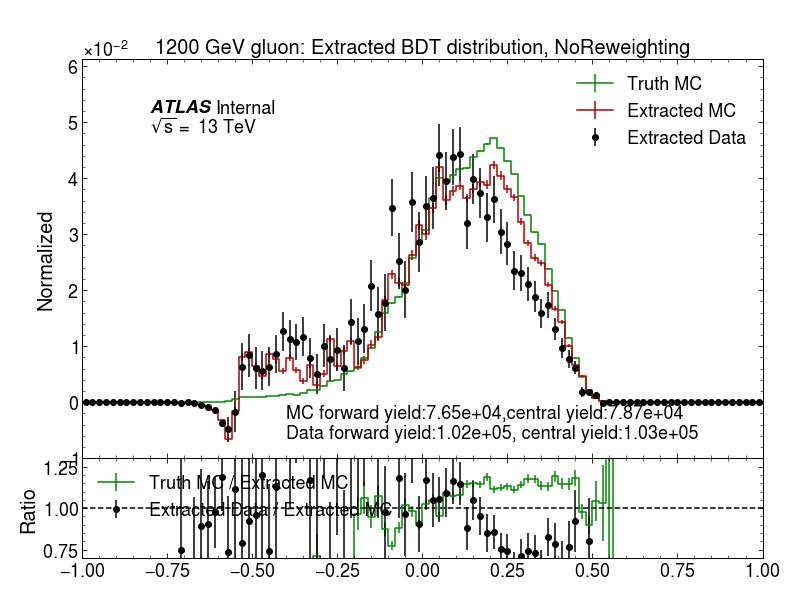 ×10⁻²
1200 GeV gluon: Extracted BDT distribution, NoReweighting
ATLAS Internal
√s = 13 TeV
Truth MC
Extracted MC
Extracted Data
Normalized
6
5
4
3
2
1
0
1
MC forward yield:7.65e+04,central yield:7.87e+04
Data forward yield:1.02e+05, central yield:1.03e+05
Ratio
1.25
1.00
0.75
Truth MC / Extracted MC
Extracted Data / Extracted MC
−1.00 −0.75 −0.50 −0.25 0.00 0.25 0.50 0.75 1.00